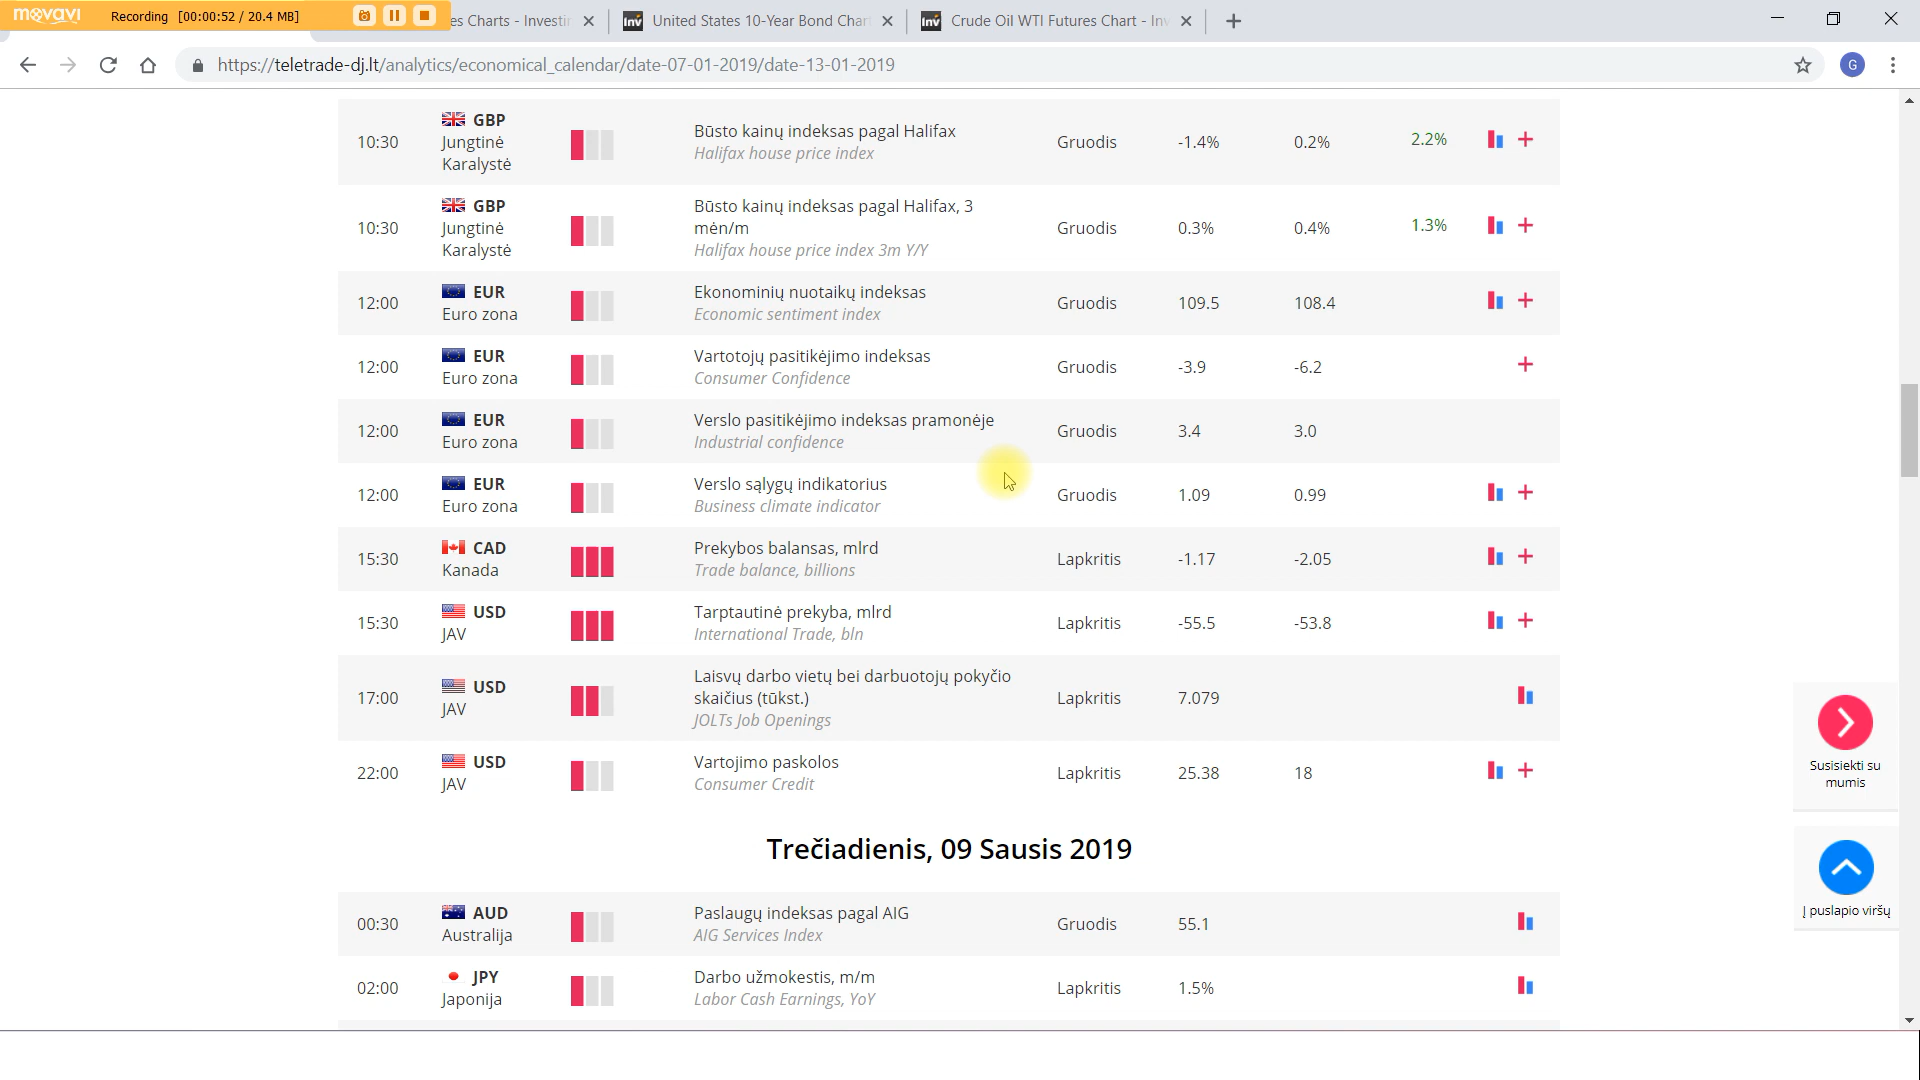 movavi Recording [00:00:52 / 20.4 MB] es Charts - Investin United States 10-Year Bond Char Crude Oil WTI Futures Chart - Inv
https://teletrade-dj.lt/analytics/economical_calendar/date-07-01-2019/date-13-01-2019 G
10:30 GBP Jungtinė Karalystė Būsto kainų indeksas pagal Halifax Gruodis -1.4% 0.2% 2.2%
Halifax house price index
10:30 GBP Jungtinė Karalystė Būsto kainų indeksas pagal Halifax, 3 mėn/m Gruodis 0.3% 0.4% 1.3%
Halifax house price index 3m Y/Y
12:00 EUR Euro zona Ekonominių nuotaikų indeksas Gruodis 109.5 108.4
Economic sentiment index
12:00 EUR Euro zona Vartotojų pasitikėjimo indeksas Gruodis -3.9 -6.2
Consumer Confidence
12:00 EUR Euro zona Verslo pasitikėjimo indeksas pramonėje Gruodis 3.4 3.0
Industrial confidence
12:00 EUR Euro zona Verslo sąlygų indikatorius Gruodis 1.09 0.99
Business climate indicator
15:30 CAD Kanada Prekybos balansas, mlrd Lapkritis -1.17 -2.05
Trade balance, billions
15:30 USD JAV Tarptautinė prekyba, mlrd Lapkritis -55.5 -53.8
International Trade, bln
17:00 USD JAV Laisvų darbo vietų bei darbuotojų pokyčio skaičius (tūkst.) Lapkritis 7.079
JOLTs Job Openings
22:00 USD JAV Vartojimo paskolos Lapkritis 25.38 18
Consumer Credit
Susisiekti su
mumis
Trečiadienis, 09 Sausis 2019
00:30 AUD Australija Paslaugų indeksas pagal AIG Gruodis 55.1
AIG Services Index
Į puslapio viršų
02:00 JPY Japonija Darbo užmokestis, m/m Lapkritis 1.5%
Labor Cash Earnings, YoY